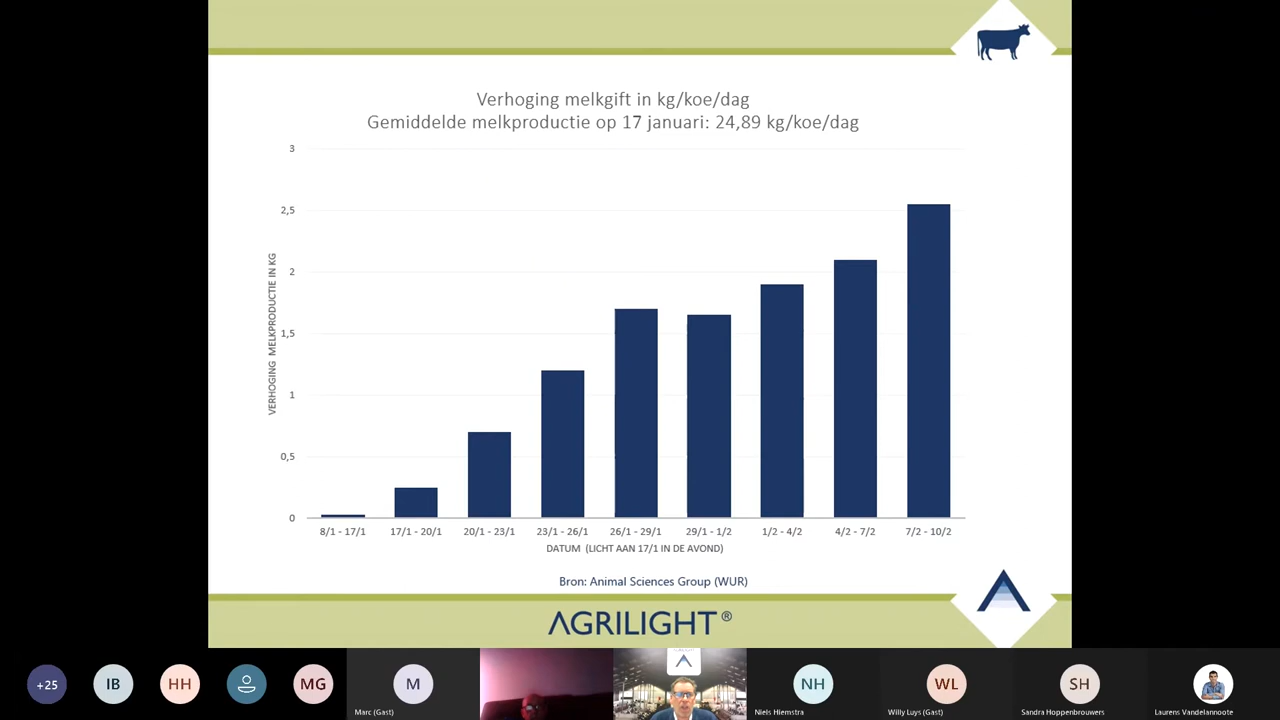 Verhoging melkgift in kg/koe/dag
Gemiddelde melkproductie op 17 januari: 24,89 kg/koe/dag
3
2,5
2
1,5
1
0,5
0
VERHOGING MELKPRODUCTIE IN KG
8/1 - 17/1
17/1 - 20/1
20/1 - 23/1
23/1 - 26/1
26/1 - 29/1
29/1 - 1/2
1/2 - 4/2
4/2 - 7/2
7/2 - 10/2
DATUM (LICHT AAN 17/1 IN DE AVOND)
Bron: Animal Sciences Group (WUR)
AGRILIGHT®
+25
IB
HH
MG
M
Marc (Gast)
NH
Niels Hiemstra
WL
Willy Luys (Gast)
SH
Sandra Hoppenbrouwers
Laurens Vandelannoote